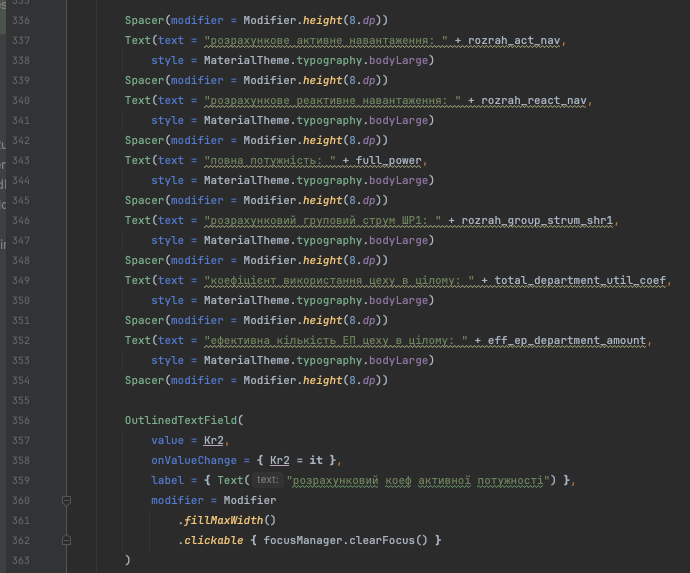 336 Spacer(modifier = Modifier.height(8.dp))
337 Text(text = "розрахункове активне навантаження: " + rozrah_act_nav,
338 style = MaterialTheme.typography.bodyLarge)
339 Spacer(modifier = Modifier.height(8.dp))
340 Text(text = "розрахункове реактивне навантаження: " + rozrah_react_nav,
341 style = MaterialTheme.typography.bodyLarge)
342 Spacer(modifier = Modifier.height(8.dp))
343 Text(text = "повна потужність: " + full_power,
344 style = MaterialTheme.typography.bodyLarge)
345 Spacer(modifier = Modifier.height(8.dp))
346 Text(text = "розрахунковий груповий струм ШР1: " + rozrah_group_strum_shr1,
347 style = MaterialTheme.typography.bodyLarge)
348 Spacer(modifier = Modifier.height(8.dp))
349 Text(text = "коефіцієнт використання цеху в цілому: " + total_department_util_coef,
350 style = MaterialTheme.typography.bodyLarge)
351 Spacer(modifier = Modifier.height(8.dp))
352 Text(text = "ефективна кількість ЕП цеху в цілому: " + eff_ep_department_amount,
353 style = MaterialTheme.typography.bodyLarge)
354 Spacer(modifier = Modifier.height(8.dp))
355
356 OutlinedTextField(
357 value = Kr2,
358 onValueChange = { Kr2 = it },
359 label = { Text( text: "розрахунковий коеф активної потужності") },
360 modifier = Modifier
361 .fillMaxWidth()
362 .clickable { focusManager.clearFocus() }
363 )